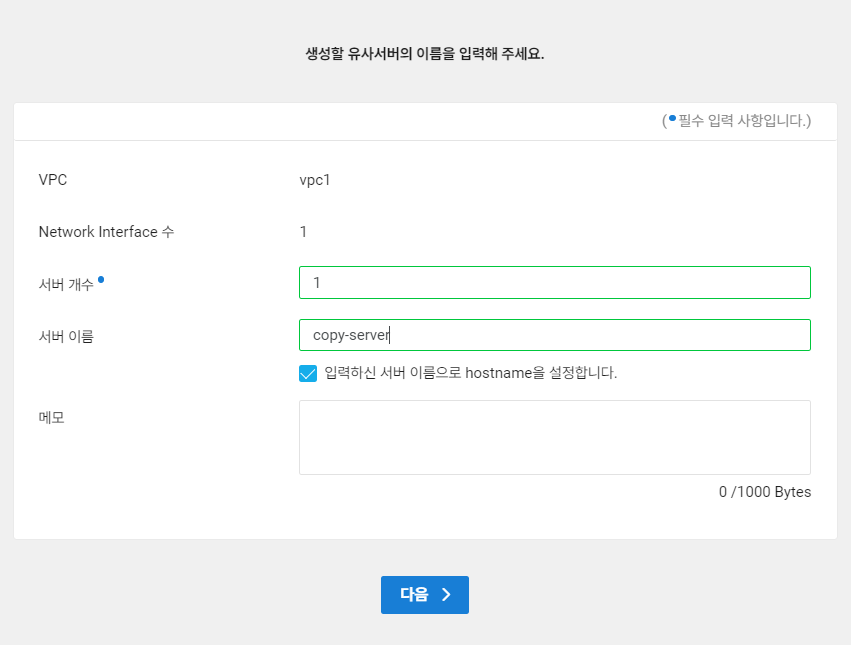 생성할 유사서버의 이름을 입력해 주세요.
(•필수 입력 사항입니다.)
VPC vpc1
Network Interface 수 1
서버 개수• 1
서버 이름 copy-server
입력하신 서버 이름으로 hostname을 설정합니다.
메모
0 /1000 Bytes
다음 >